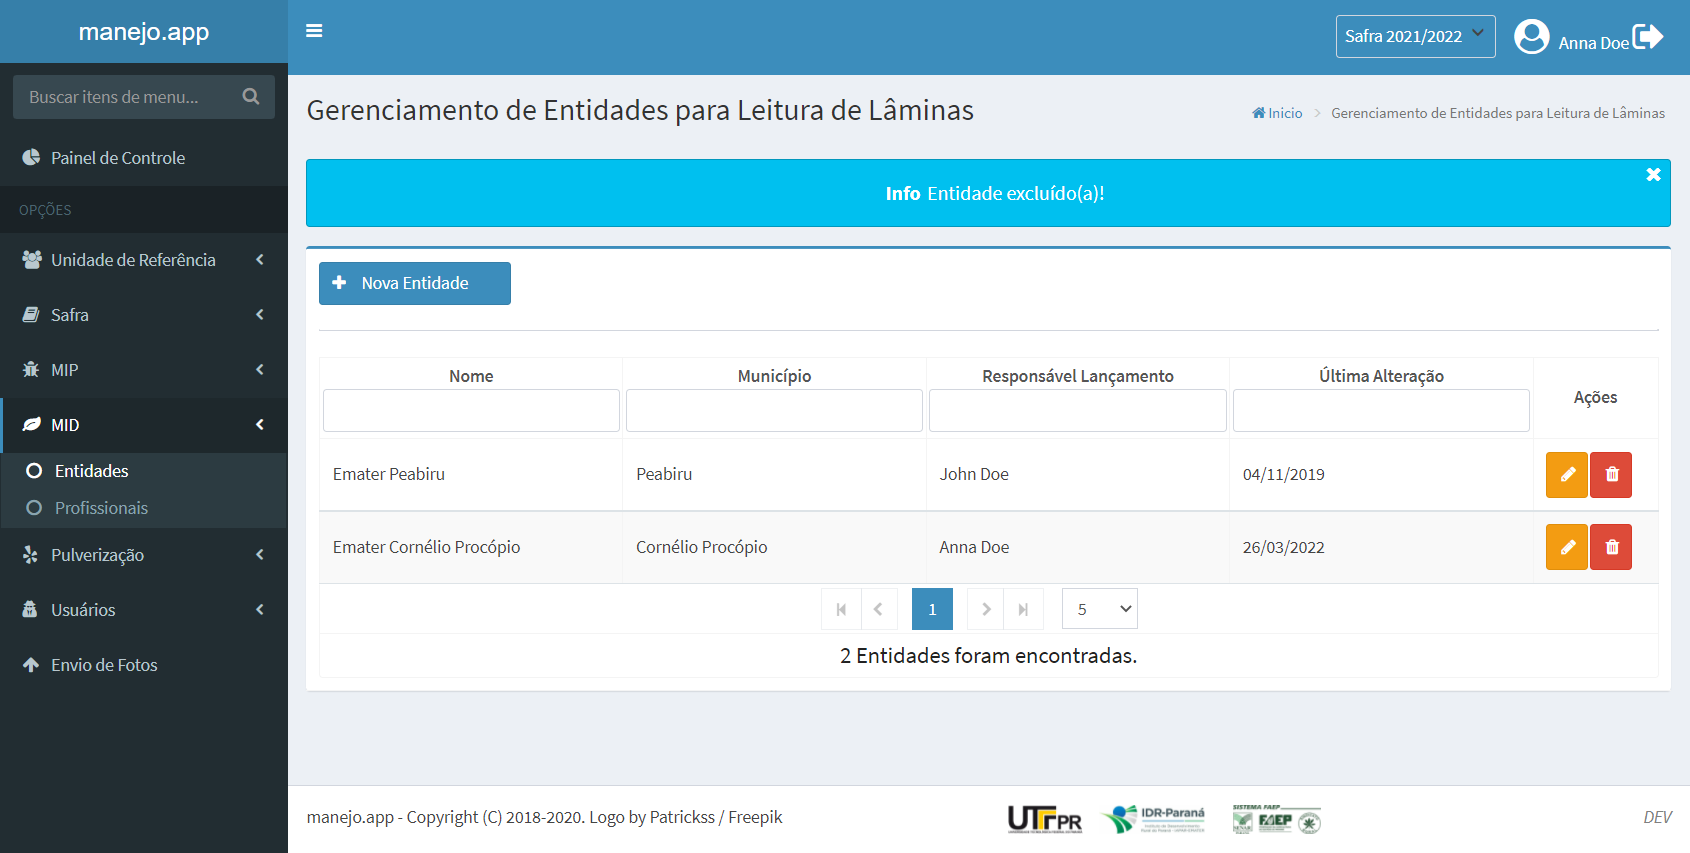 manejo.app
Safra 2021/2022
Anna Doe
Buscar itens de menu...
Painel de Controle
OPÇÕES
Unidade de Referência
Safra
MIP
MID
Entidades
Profissionais
Pulverização
Usuários
Envio de Fotos
Gerenciamento de Entidades para Leitura de Lâminas
Inicio > Gerenciamento de Entidades para Leitura de Lâminas
Info Entidade excluído(a)!
Nova Entidade
Nome Município Responsável Lançamento Última Alteração Ações
Emater Peabiru Peabiru John Doe 04/11/2019
Emater Cornélio Procópio Cornélio Procópio Anna Doe 26/03/2022
1 5
2 Entidades foram encontradas.
manejo.app - Copyright (C) 2018-2020. Logo by Patrickss / Freepik
UTFPR
IDR-Paraná
SISTEMA FAEP
SENAR FAEP
DEV